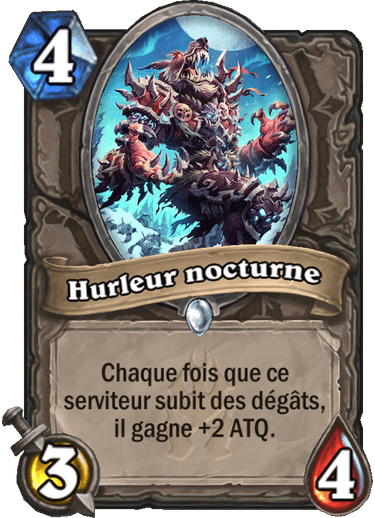 4
Hurleur nocturne
Chaque fois que ce
serviteur subit des dégâts,
il gagne +2 ATQ.
3
4